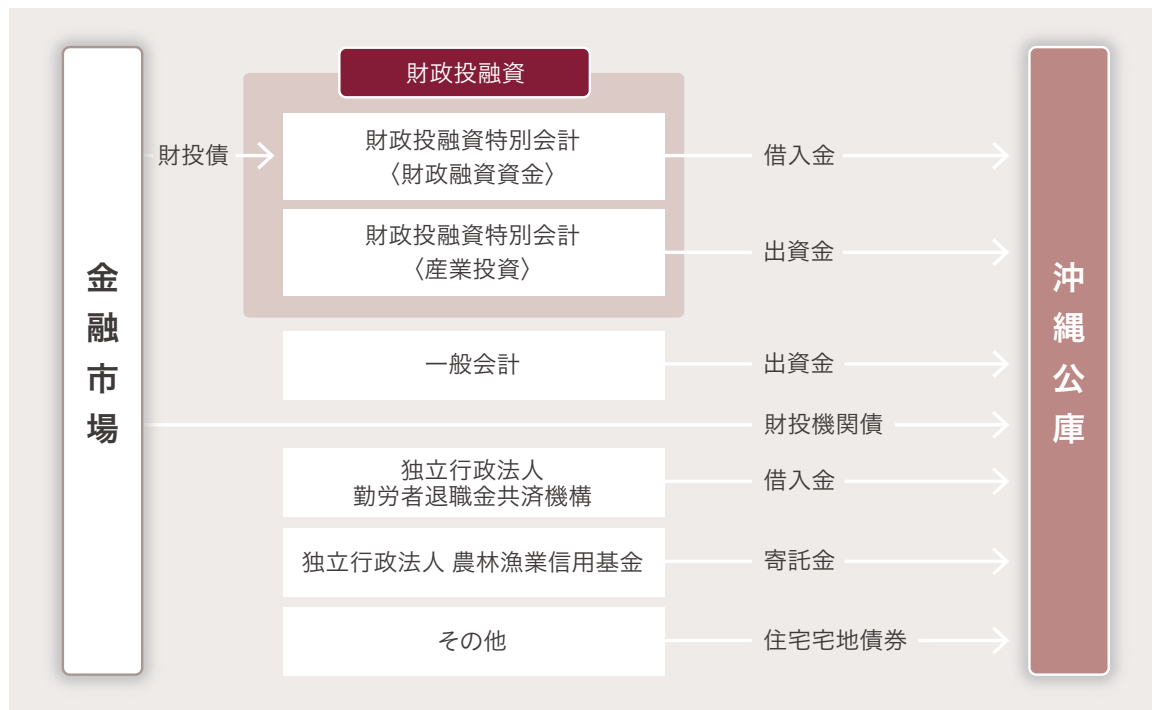 金融市場
財投債
財政投融資
財政投融資特別会計
〈財政融資資金〉
借入金
財政投融資特別会計
〈産業投資〉
出資金
一般会計
出資金
財投機関債
独立行政法人
勤労者退職金共済機構
借入金
独立行政法人 農林漁業信用基金
寄託金
その他
住宅宅地債券
沖縄公庫